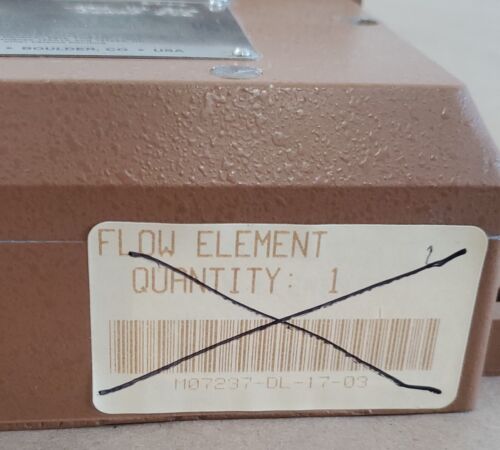 • BOULDER, CO • USA
FLOW ELEMENT
QUANTITY: 1
M07237-DL-17-03